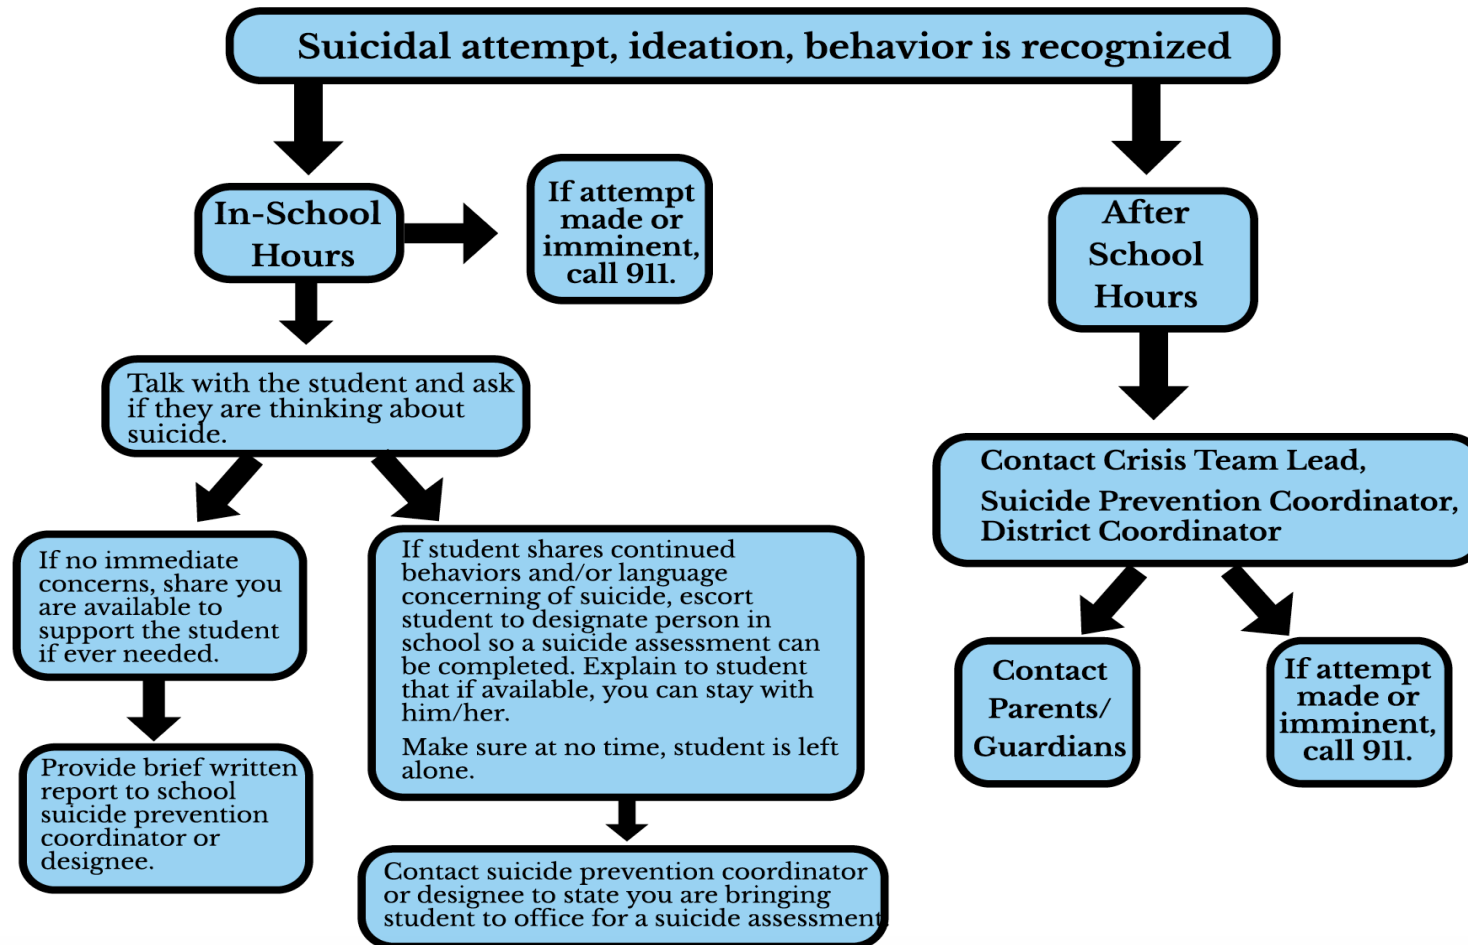 Suicidal attempt, ideation, behavior is recognized
In-School
Hours
If attempt
made or
imminent,
call 911.
After
School
Hours
Talk with the student and ask
if they are thinking about
suicide.
Contact Crisis Team Lead,
Suicide Prevention Coordinator,
District Coordinator
If no immediate
concerns, share you
are available to
support the student
if ever needed.
If student shares continued
behaviors and/or language
concerning of suicide, escort
student to designate person in
school so a suicide assessment can
be completed. Explain to student
that if available, you can stay with
him/her.
Make sure at no time, student is left
alone.
Contact
Parents/
Guardians
If attempt
made or
imminent,
call 911.
Provide brief written
report to school
suicide prevention
coordinator or
designee.
Contact suicide prevention coordinator
or designee to state you are bringing
student to office for a suicide assessment.